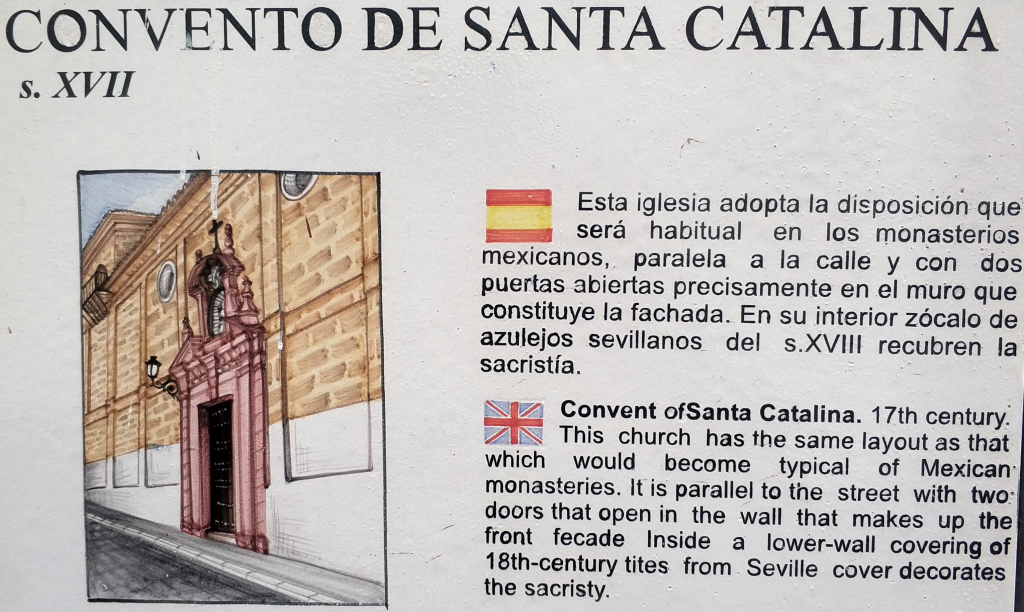 CONVENTO DE SANTA CATALINA
s. XVII
Esta iglesia adopta la disposición que
será habitual en los monasterios
mexicanos, paralela a la calle y con dos
puertas abiertas precisamente en el muro que
constituye la fachada. En su interior zócalo de
azulejos sevillanos del s.XVIII recubren la
sacristía.
Convent ofSanta Catalina. 17th century.
This church has the same layout as that
which would become typical of Mexican
monasteries. It is parallel to the street with two
doors that open in the wall that makes up the
front fecade Inside a lower-wall covering of
18th-century tites from Seville cover decorates
the sacristy.